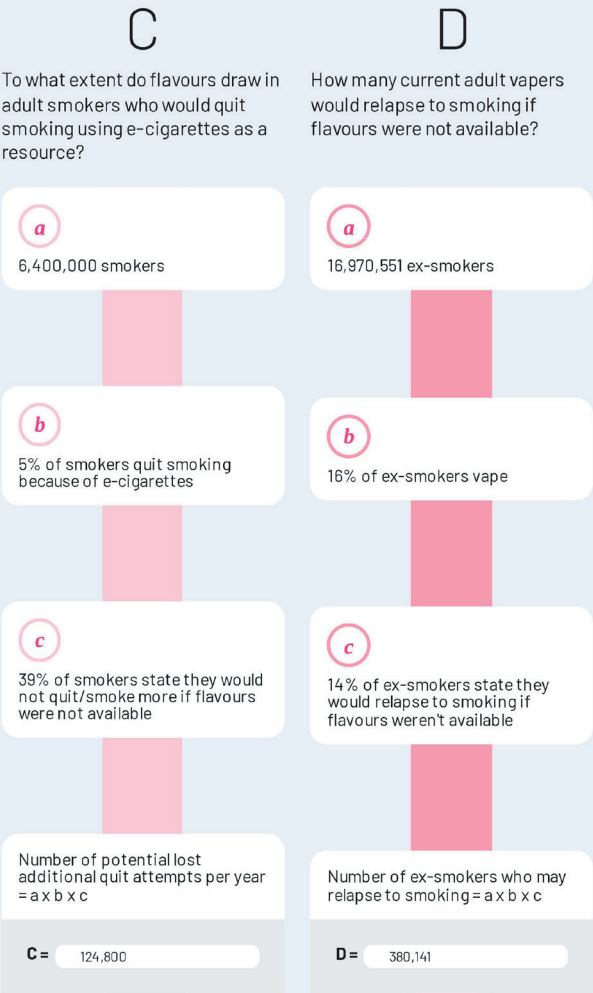 C
To what extent do flavours draw in
adult smokers who would quit
smoking using e-cigarettes as a
resource?
a
6,400,000 smokers
b
5% of smokers quit smoking
because of e-cigarettes
c
39% of smokers state they would
not quit/smoke more if flavours
were not available
Number of potential lost
additional quit attempts per year
= a x b x c
C = 124,800
D
How many current adult vapers
would relapse to smoking if
flavours were not available?
a
16,970,551 ex-smokers
b
16% of ex-smokers vape
c
14% of ex-smokers state they
would relapse to smoking if
flavours weren't available
Number of ex-smokers who may
relapse to smoking = a x b x c
D = 380,141